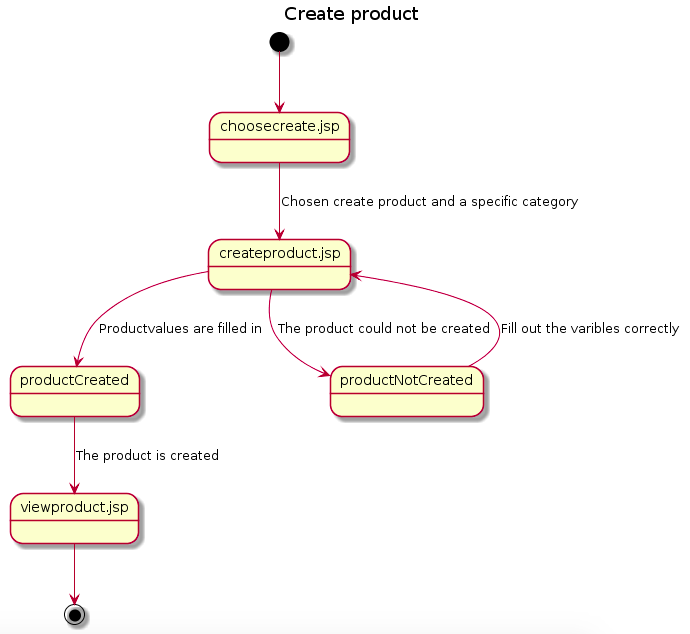 Create product
choosecreate.jsp
Chosen create product and a specific category
createproduct.jsp
Productvalues are filled in
The product could not be created
Fill out the varibles correctly
productCreated
productNotCreated
The product is created
viewproduct.jsp